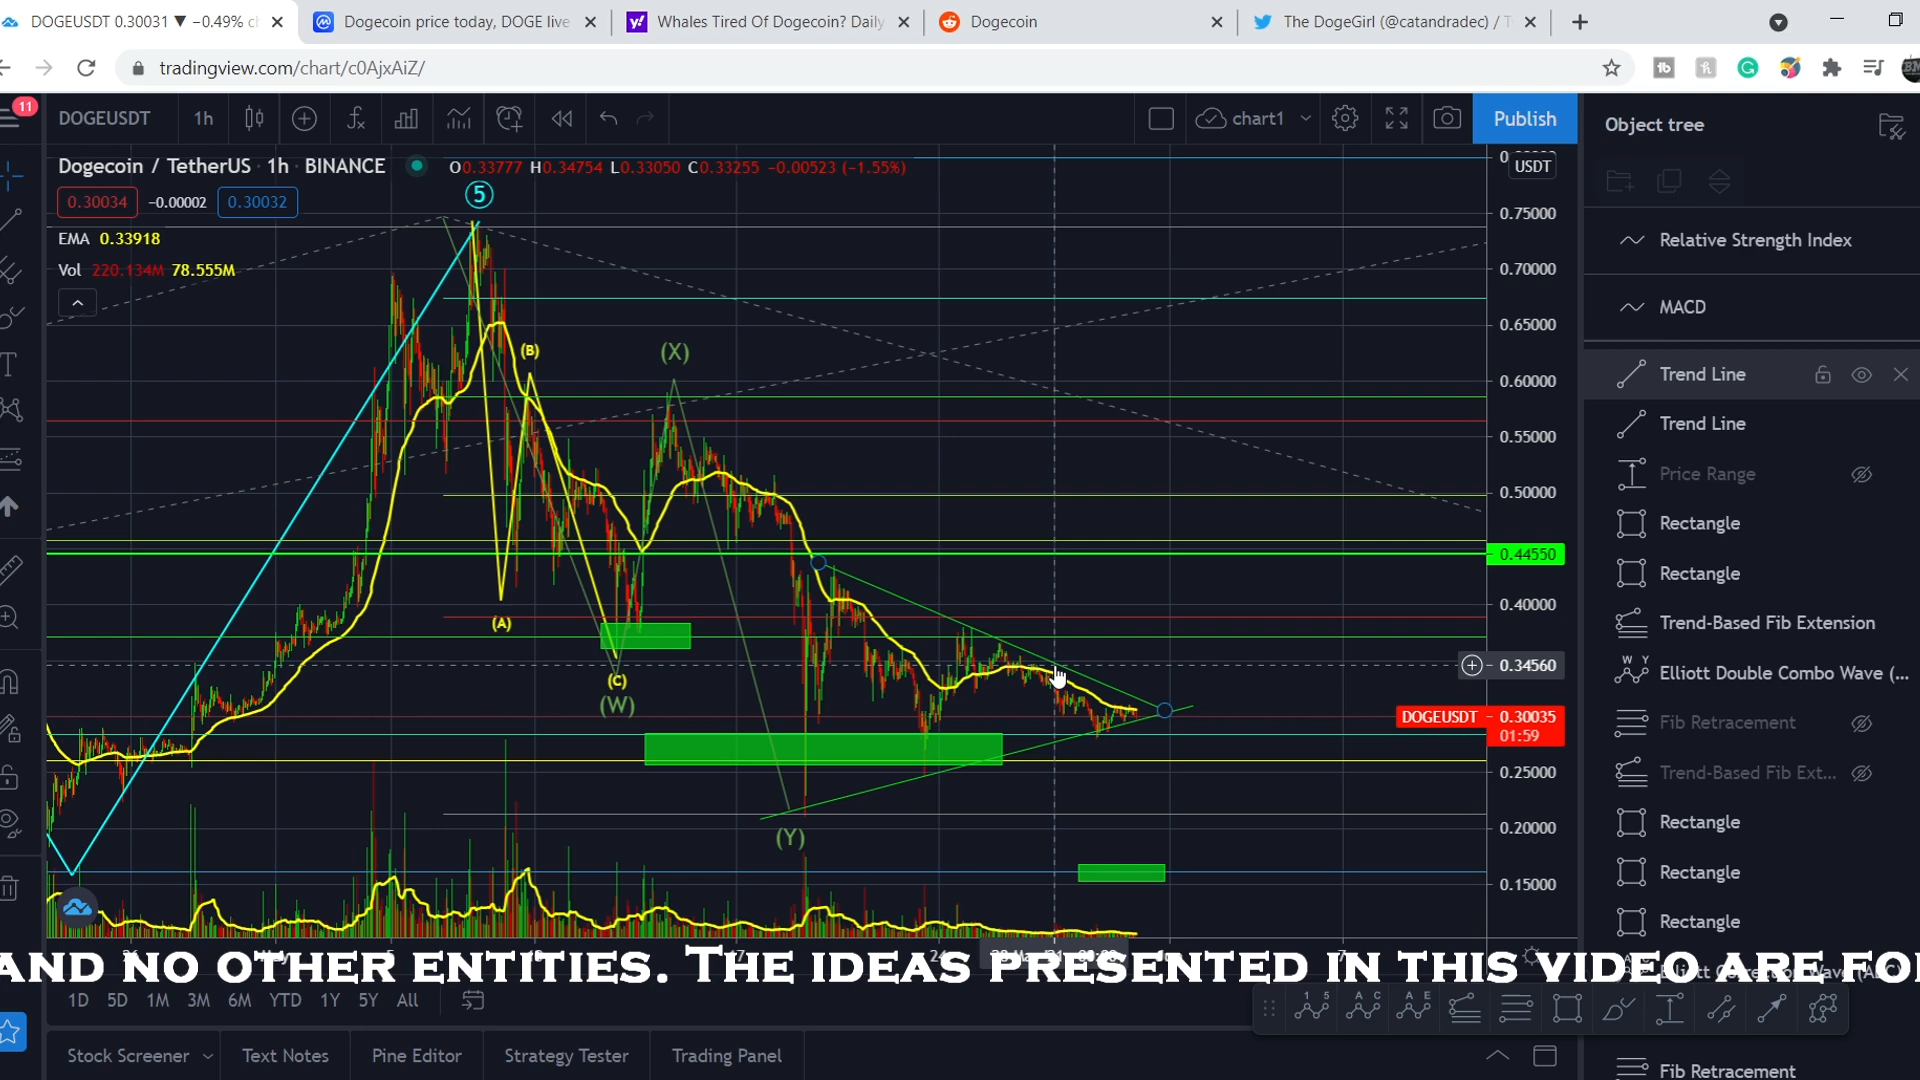 DOGEUSDT 0.30031 ▼ −0.49%
Dogecoin price today, DOGE live
Whales Tired Of Dogecoin? Daily
Dogecoin
The DogeGirl (@catandradec) / T
tradingview.com/chart/c0AjxAiZ/
11
DOGEUSDT
1h
chart1
Publish
Object tree
Dogecoin / TetherUS · 1h · BINANCE
O0.33777 H0.34754 L0.33050 C0.33255 −0.00523 (−1.55%)
USDT
0.30034
−0.00002
0.30032
EMA 0.33918
Vol 220.134M 78.555M
5
(B)
(X)
(A)
(C)
(W)
(Y)
0.75000
0.70000
0.65000
0.60000
0.55000
0.50000
0.44550
0.40000
0.34560
DOGEUSDT 0.30035
01:59
0.25000
0.20000
0.15000
Relative Strength Index
MACD
Trend Line
Trend Line
Price Range
Rectangle
Rectangle
Trend-Based Fib Extension
Elliott Double Combo Wave (...
Fib Retracement
Trend-Based Fib Ext...
Rectangle
Rectangle
Rectangle
Fib Retracement
17
24
AND NO OTHER ENTITIES. THE IDEAS PRESENTED IN THIS VIDEO ARE FO
1D 5D 1M 3M 6M YTD 1Y 5Y All
Stock Screener
Text Notes
Pine Editor
Strategy Tester
Trading Panel